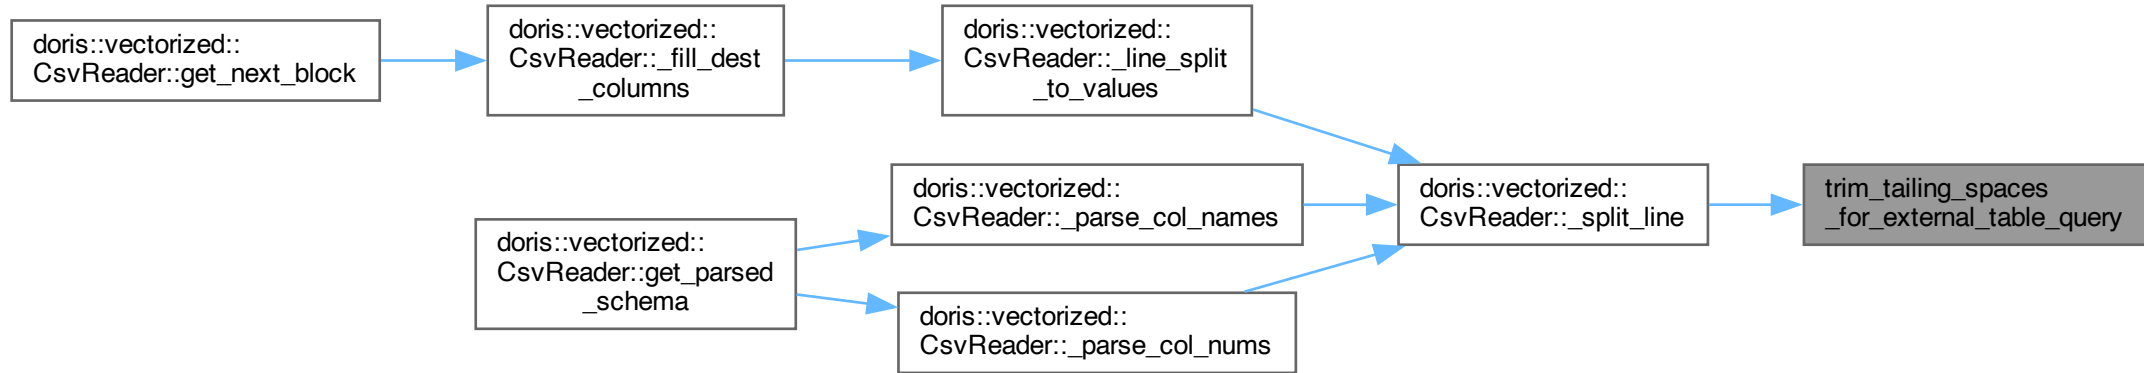 doris::vectorized::
CsvReader::get_next_block
doris::vectorized::
CsvReader::_fill_dest
_columns
doris::vectorized::
CsvReader::_line_split
_to_values
doris::vectorized::
CsvReader::get_parsed
_schema
doris::vectorized::
CsvReader::_parse_col_names
doris::vectorized::
CsvReader::_parse_col_nums
doris::vectorized::
CsvReader::_split_line
trim_tailing_spaces
_for_external_table_query